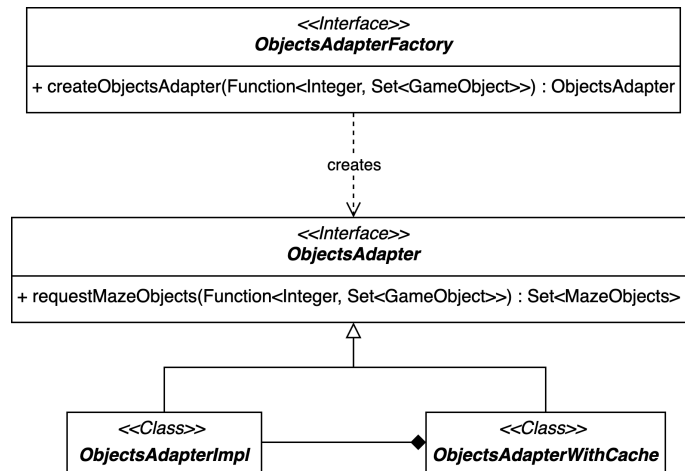 <<Interface>>
ObjectsAdapterFactory
+ createObjectsAdapter(Function<Integer, Set<GameObject>>) : ObjectsAdapter
creates
<<Interface>>
ObjectsAdapter
+ requestMazeObjects(Function<Integer, Set<GameObject>>) : Set<MazeObjects>
<<Class>>
ObjectsAdapterImpl
<<Class>>
ObjectsAdapterWithCache